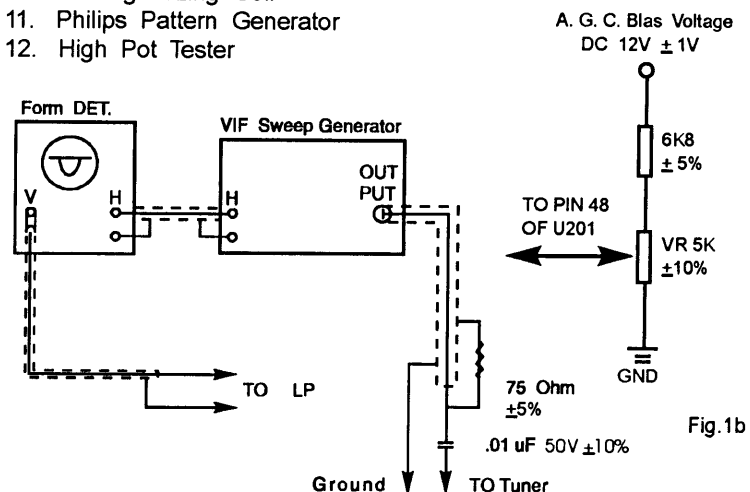 11. Philips Pattern Generator
12. High Pot Tester
A. G. C. Blas Voltage
DC 12V ± 1V
Form DET.
VIF Sweep Generator
6K8
± 5%
OUT
PUT
V
H
H
TO PIN 48
OF U201
VR 5K
±10%
TO LP
GND
75 Ohm
±5%
Fig.1b
.01 uF 50V ±10%
Ground
TO Tuner